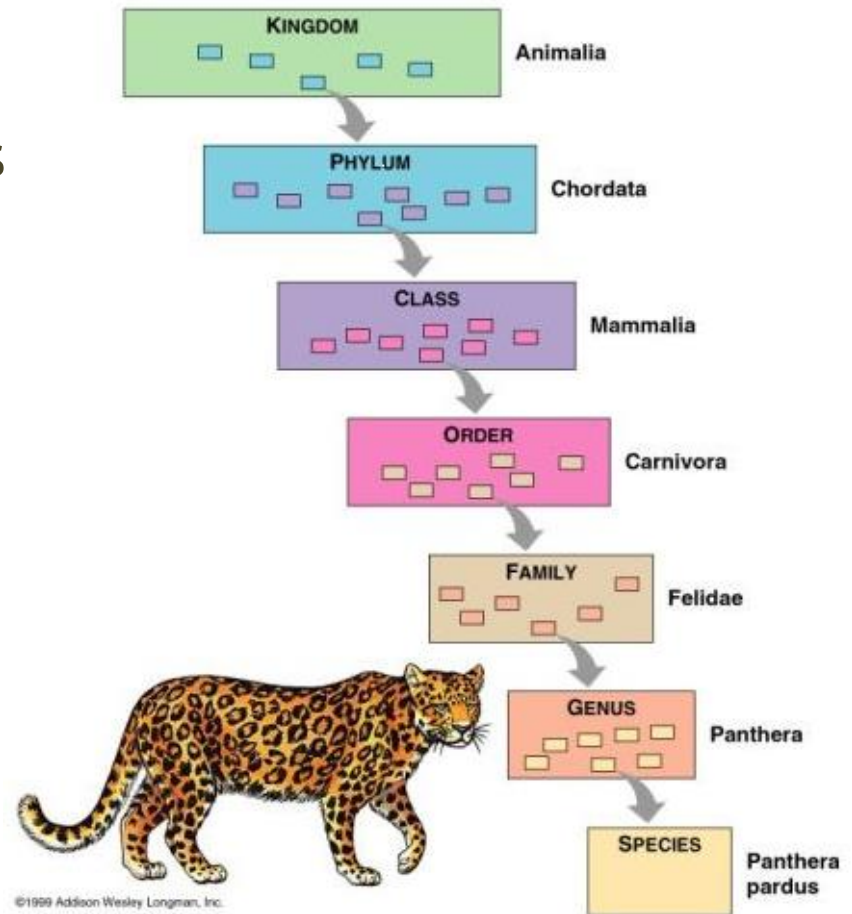 KINGDOM
Animalia
s
PHYLUM
Chordata
CLASS
Mammalia
ORDER
Carnivora
FAMILY
Felidae
GENUS
Panthera
SPECIES
Panthera
pardus
©1999 Addison Wesley Longman, Inc.